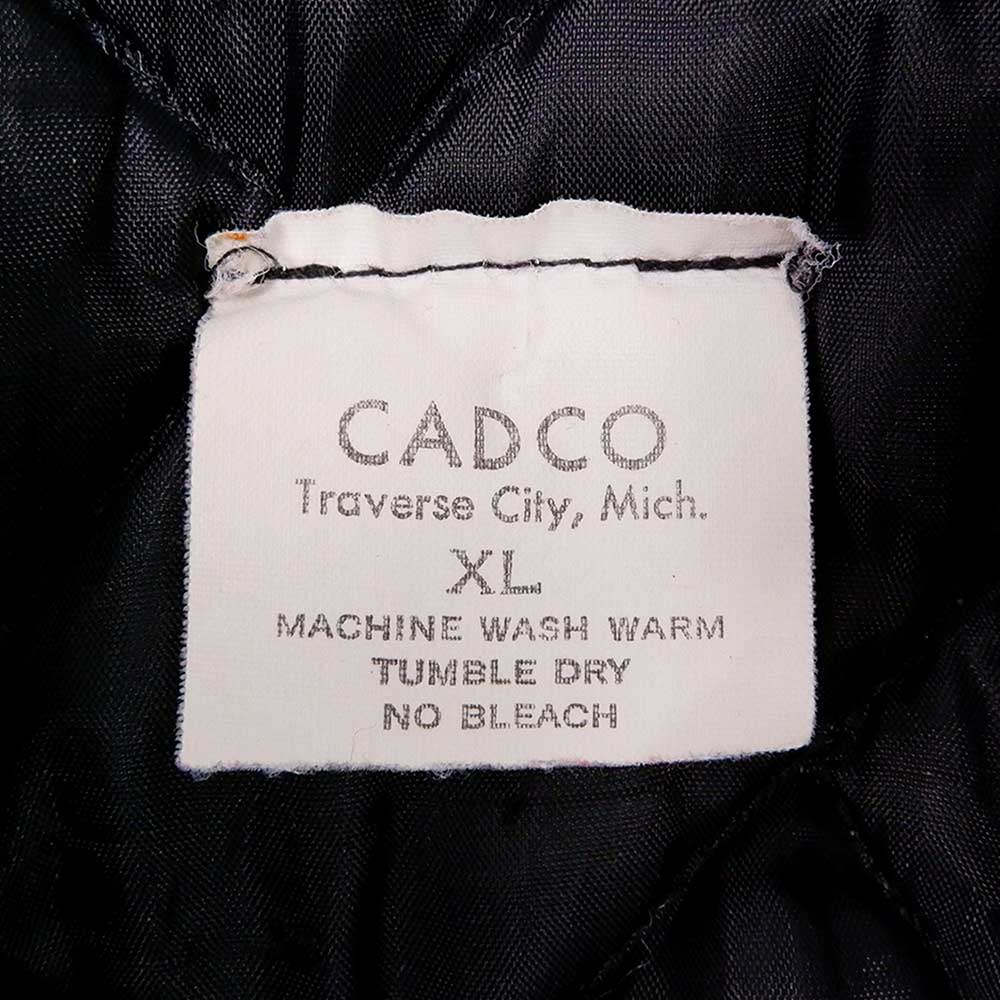 CADCO
Traverse City, Mich.
XL
MACHINE WASH WARM
TUMBLE DRY
NO BLEACH